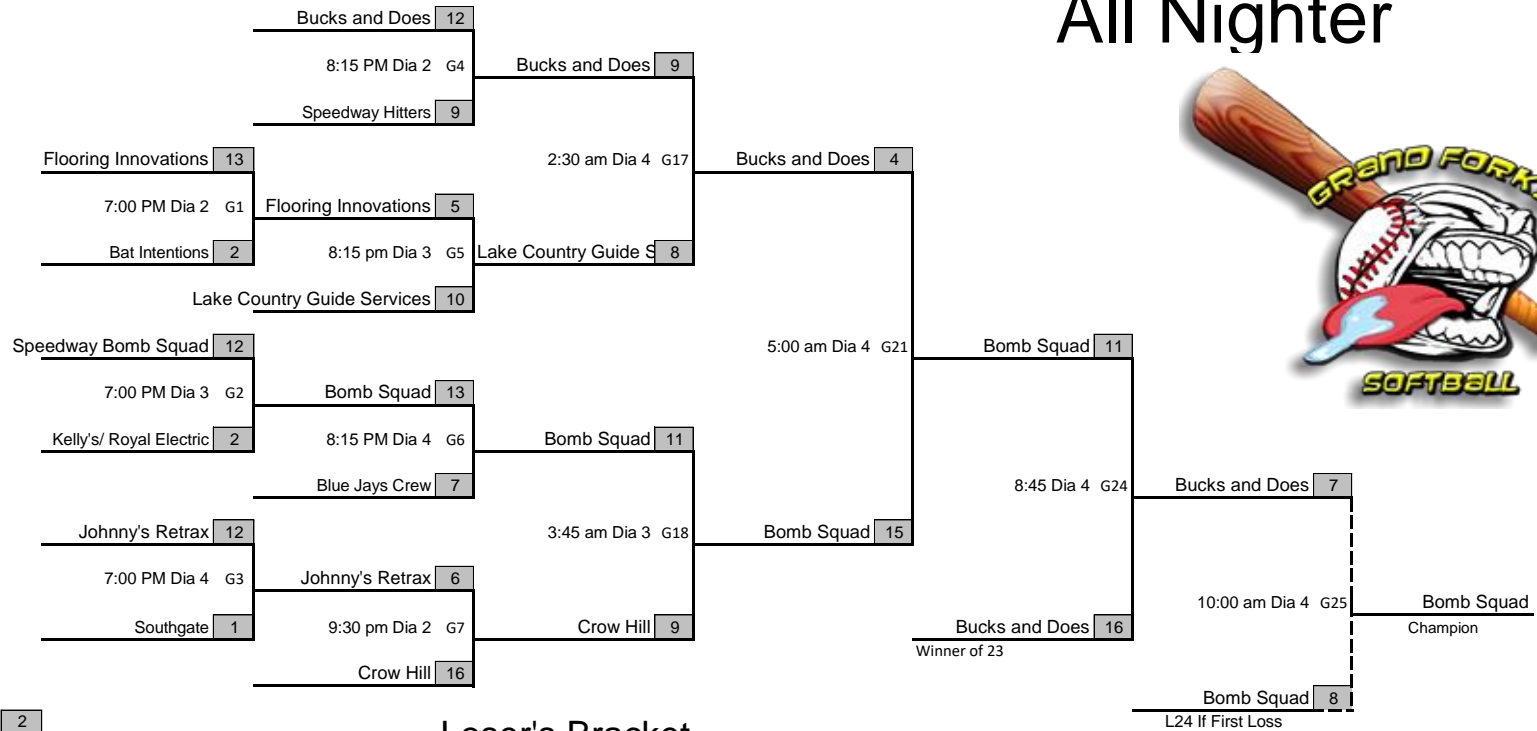 All Nighter
Bucks and Does 12
8:15 PM Dia 2 G4
Bucks and Does 9
Speedway Hitters 9
Flooring Innovations 13
2:30 am Dia 4 G17
Bucks and Does 4
7:00 PM Dia 2 G1
Flooring Innovations 5
Bat Intentions 2
8:15 pm Dia 3 G5
Lake Country Guide S 8
Lake Country Guide Services 10
Speedway Bomb Squad 12
5:00 am Dia 4 G21
Bomb Squad 11
7:00 PM Dia 3 G2
Bomb Squad 13
Kelly's/ Royal Electric 2
8:15 PM Dia 4 G6
Bomb Squad 11
Blue Jays Crew 7
8:45 Dia 4 G24
Bucks and Does 7
Johnny's Retrax 12
3:45 am Dia 3 G18
Bomb Squad 15
7:00 PM Dia 4 G3
Johnny's Retrax 6
10:00 am Dia 4 G25
Bomb Squad
Champion
Southgate 1
9:30 pm Dia 2 G7
Crow Hill 9
Bucks and Does 16
Winner of 23
Crow Hill 16
Bomb Squad 8
L24 If First Loss
2
Loser's Bracket
GRAND FORK
SOFTBALL